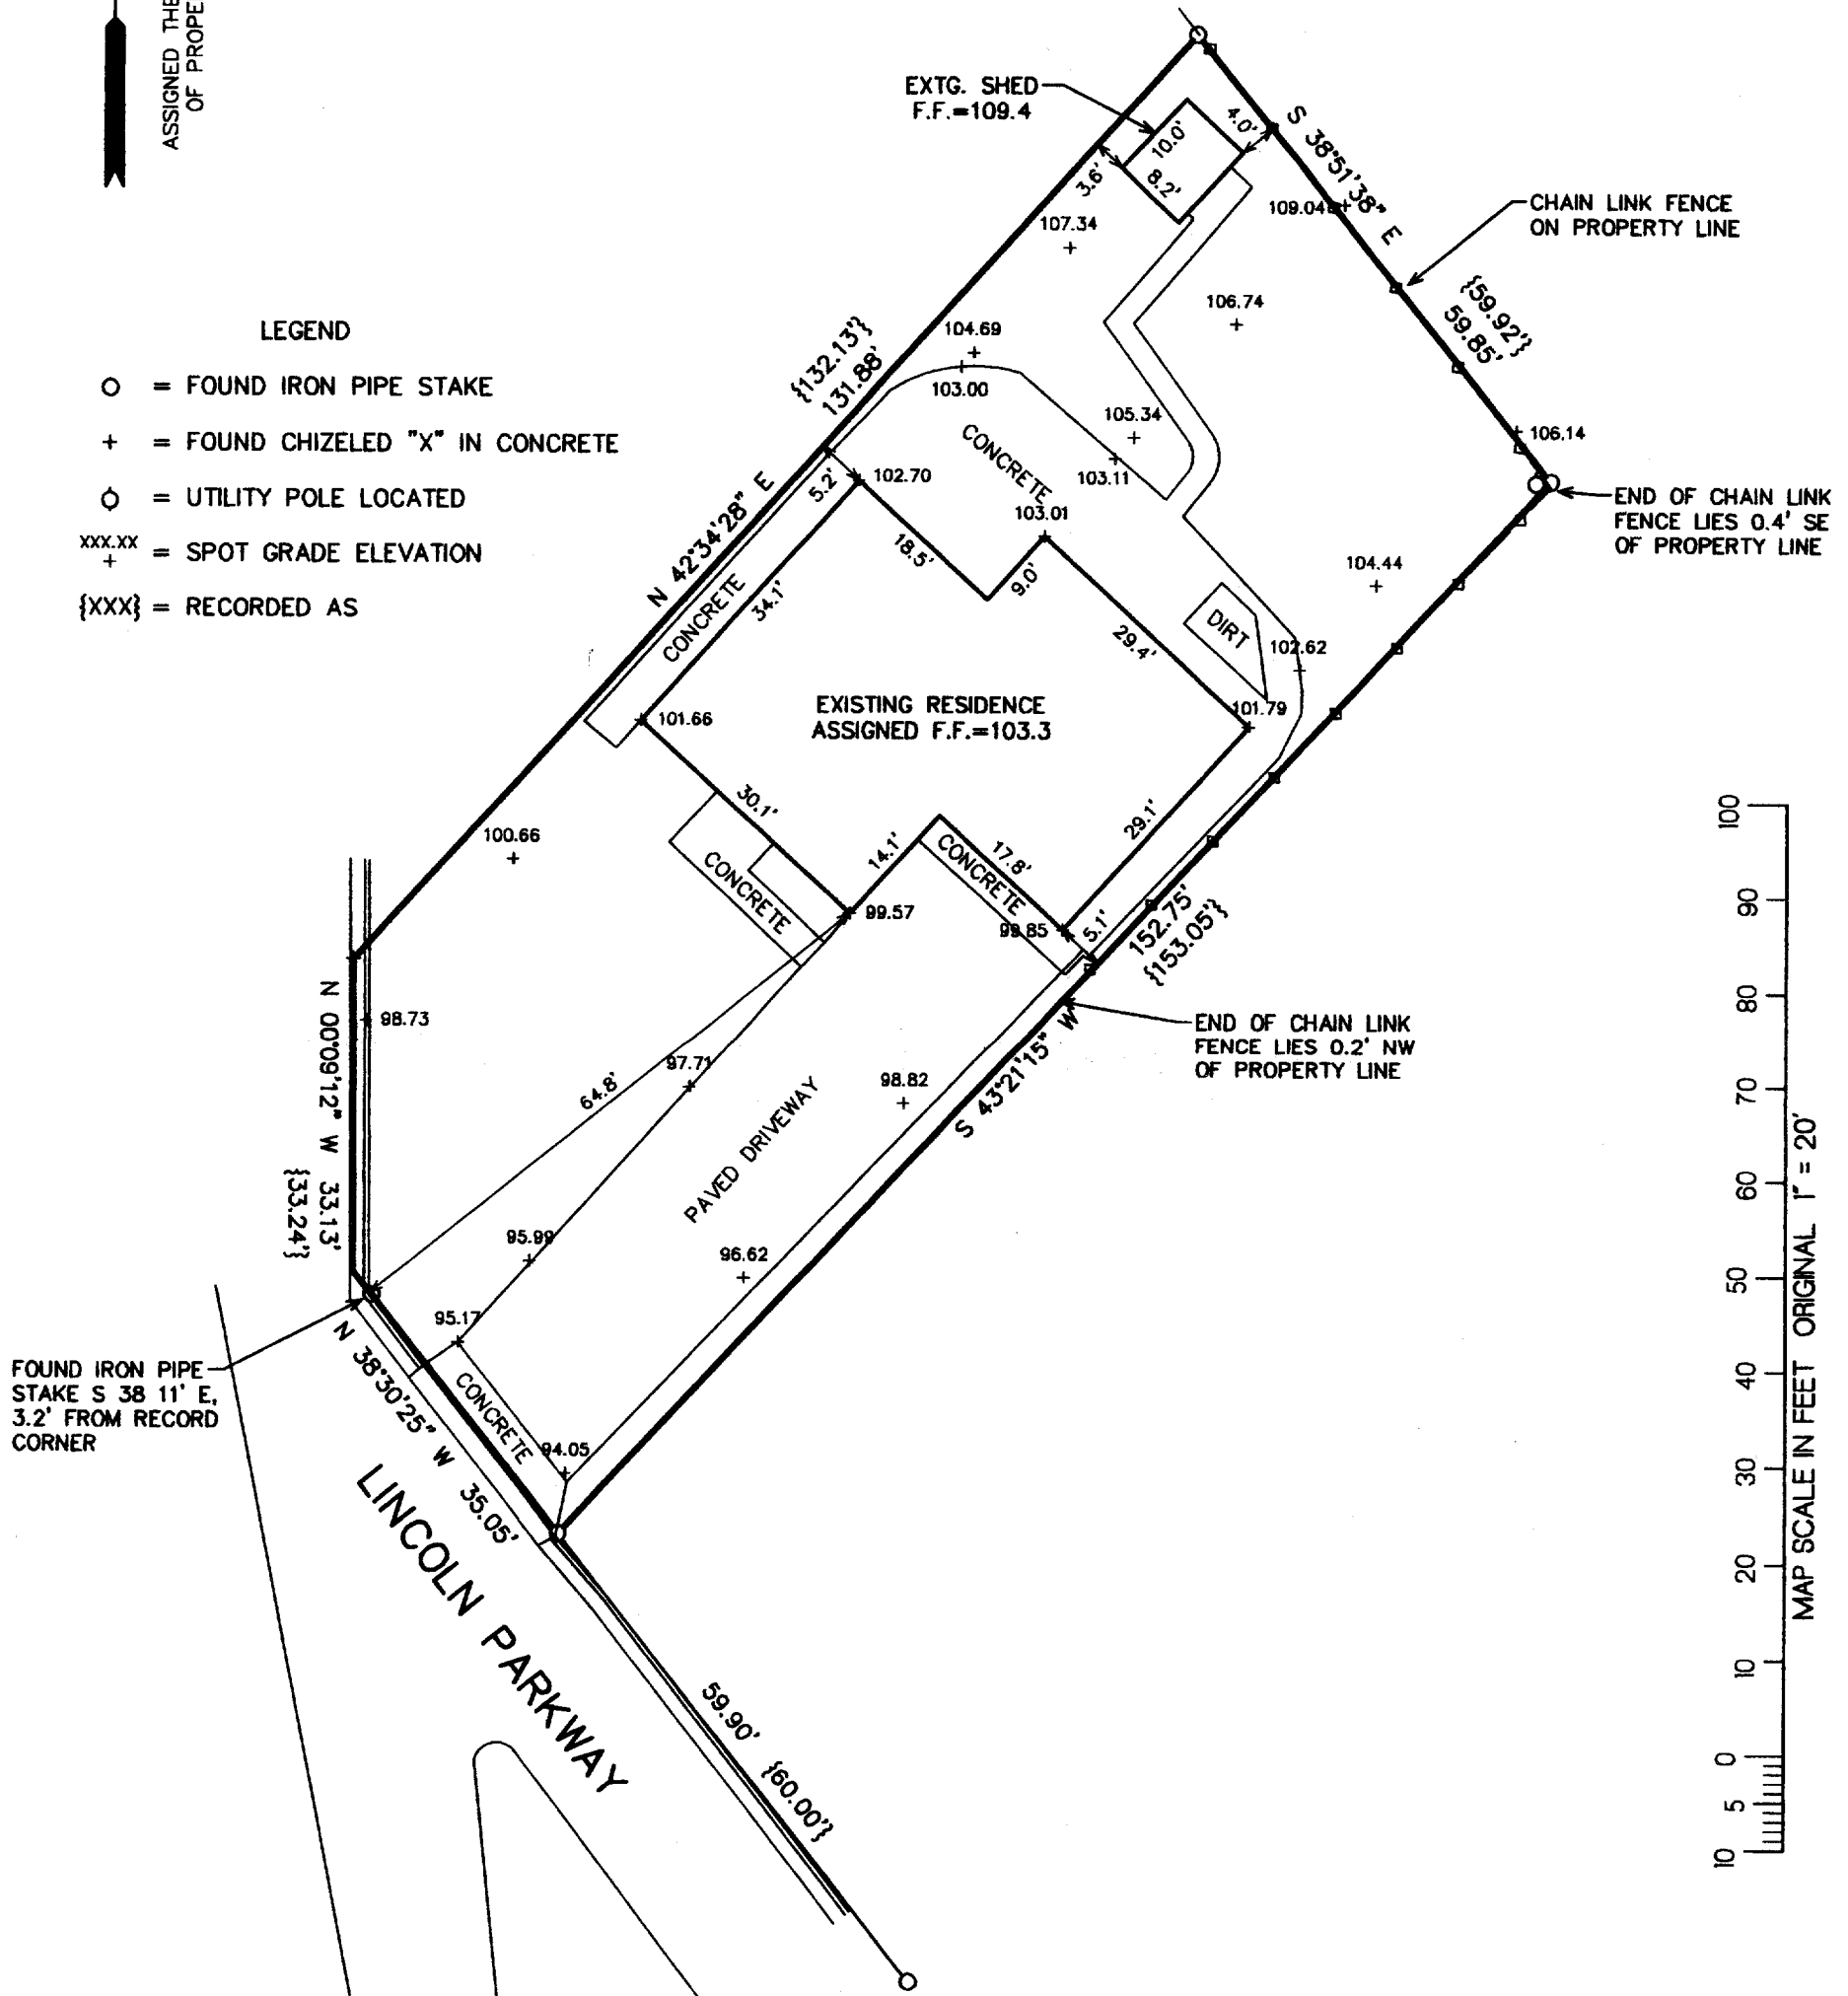 ASSIGNED THE
OF PROPE
EXTG. SHED
F.F.=109.4
10.0'
8.2'
4.0'
3.6'
S 38°51'38" E
109.04
CHAIN LINK FENCE
ON PROPERTY LINE
107.34
106.74
{59.92'}
59.85'
LEGEND
= FOUND IRON PIPE STAKE
+ = FOUND CHIZELED "X" IN CONCRETE
= UTILITY POLE LOCATED
XXX.XX
+ = SPOT GRADE ELEVATION
{XXX} = RECORDED AS
{132.13'}
131.88'
104.69
103.00
105.34
103.11
CONCRETE
106.14
END OF CHAIN LINK
FENCE LIES 0.4' SE
OF PROPERTY LINE
N 42°34'28" E
5.2'
102.70
103.01
18.5'
9.0'
104.44
CONCRETE
34.1'
29.4'
DIRT
102.62
101.66
EXISTING RESIDENCE
ASSIGNED F.F.=103.3
101.79
30.1'
29.1'
100.66
CONCRETE
14.1'
CONCRETE
17.8'
99.57
99.85
5.1'
152.75'
{153.05'}
N 00°09'12" W 33.13'
{33.24'}
98.73
END OF CHAIN LINK
FENCE LIES 0.2' NW
OF PROPERTY LINE
S 43°21'15" W
97.71
64.8'
98.82
PAVED DRIVEWAY
95.99
96.62
95.17
FOUND IRON PIPE
STAKE S 38 11' E,
3.2' FROM RECORD
CORNER
N 38°30'25" W 35.05'
CONCRETE
94.05
LINCOLN PARKWAY
59.90' {60.00'}
100
90
80
70
60
50
40
30
20
10
0
5
10
MAP SCALE IN FEET ORIGINAL 1" = 20'